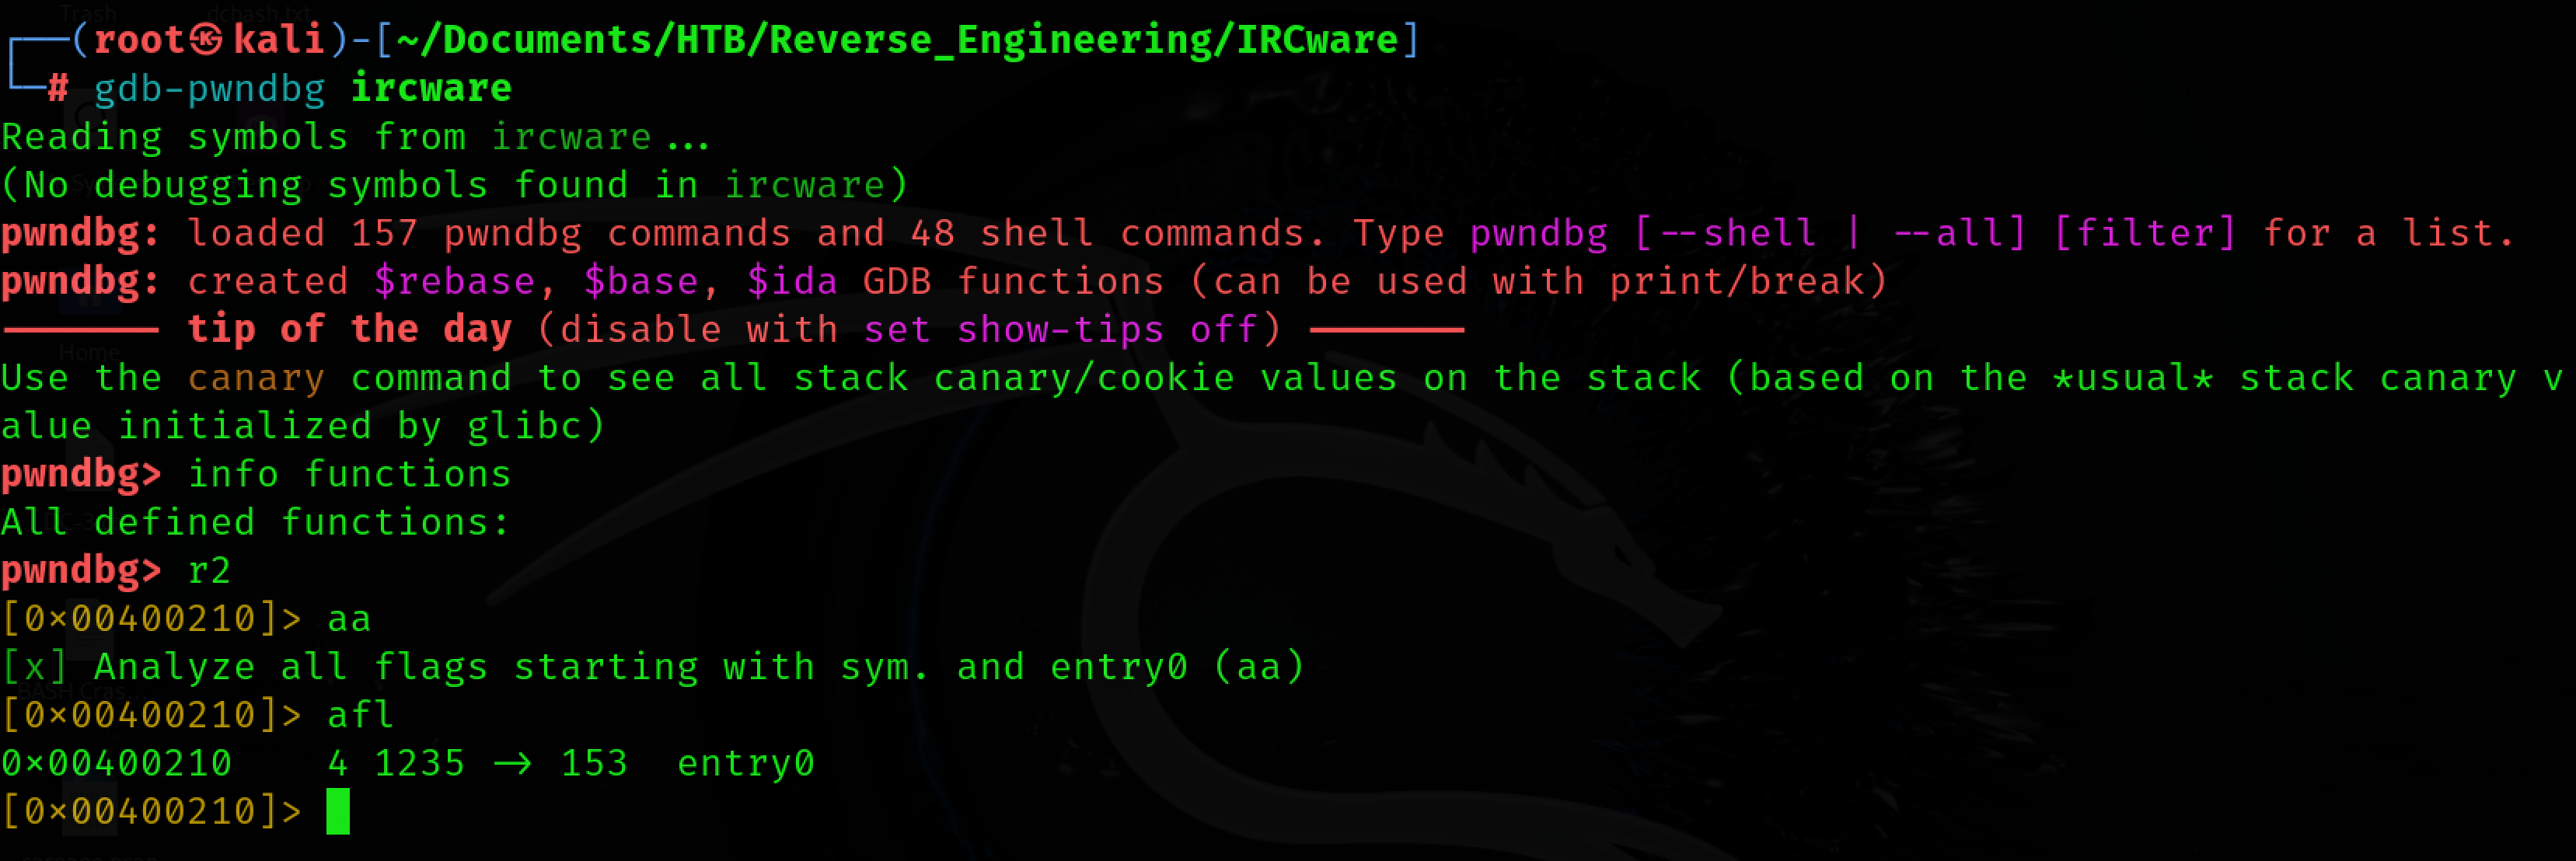 ┌──(root㉿kali)-[~/Documents/HTB/Reverse_Engineering/IRCware]
└─# gdb-pwndbg ircware
Reading symbols from ircware...
(No debugging symbols found in ircware)
pwndbg: loaded 157 pwndbg commands and 48 shell commands. Type pwndbg [--shell | --all] [filter] for a list.
pwndbg: created $rebase, $base, $ida GDB functions (can be used with print/break)
────── tip of the day (disable with set show-tips off) ──────
Use the canary command to see all stack canary/cookie values on the stack (based on the *usual* stack canary v
alue initialized by glibc)
pwndbg> info functions
All defined functions:
pwndbg> r2
[0x00400210]> aa
[x] Analyze all flags starting with sym. and entry0 (aa)
[0x00400210]> afl
0x00400210    4 1235 -> 153  entry0
[0x00400210]>
Trash
dchash.txt
Home